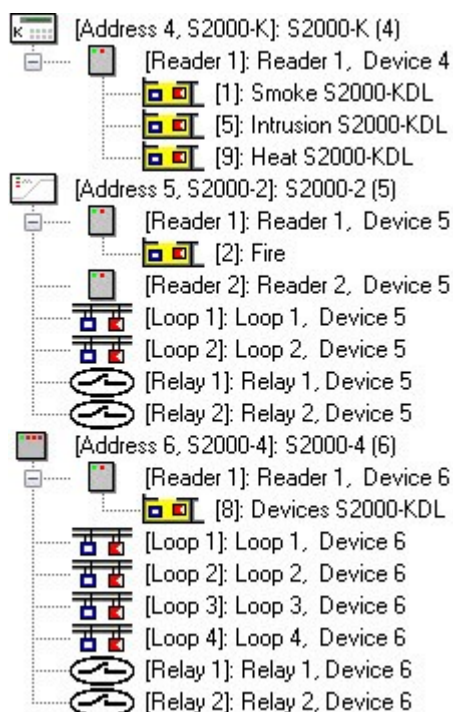 [Address 4, S2000-K]: S2000-K (4)
[Reader 1]: Reader 1, Device 4
[1]: Smoke S2000-KDL
[5]: Intrusion S2000-KDL
[9]: Heat S2000-KDL
[Address 5, S2000-2]: S2000-2 (5)
[Reader 1]: Reader 1, Device 5
[2]: Fire
[Reader 2]: Reader 2, Device 5
[Loop 1]: Loop 1, Device 5
[Loop 2]: Loop 2, Device 5
[Relay 1]: Relay 1, Device 5
[Relay 2]: Relay 2, Device 5
[Address 6, S2000-4]: S2000-4 (6)
[Reader 1]: Reader 1, Device 6
[8]: Devices S2000-KDL
[Loop 1]: Loop 1, Device 6
[Loop 2]: Loop 2, Device 6
[Loop 3]: Loop 3, Device 6
[Loop 4]: Loop 4, Device 6
[Relay 1]: Relay 1, Device 6
[Relay 2]: Relay 2, Device 6